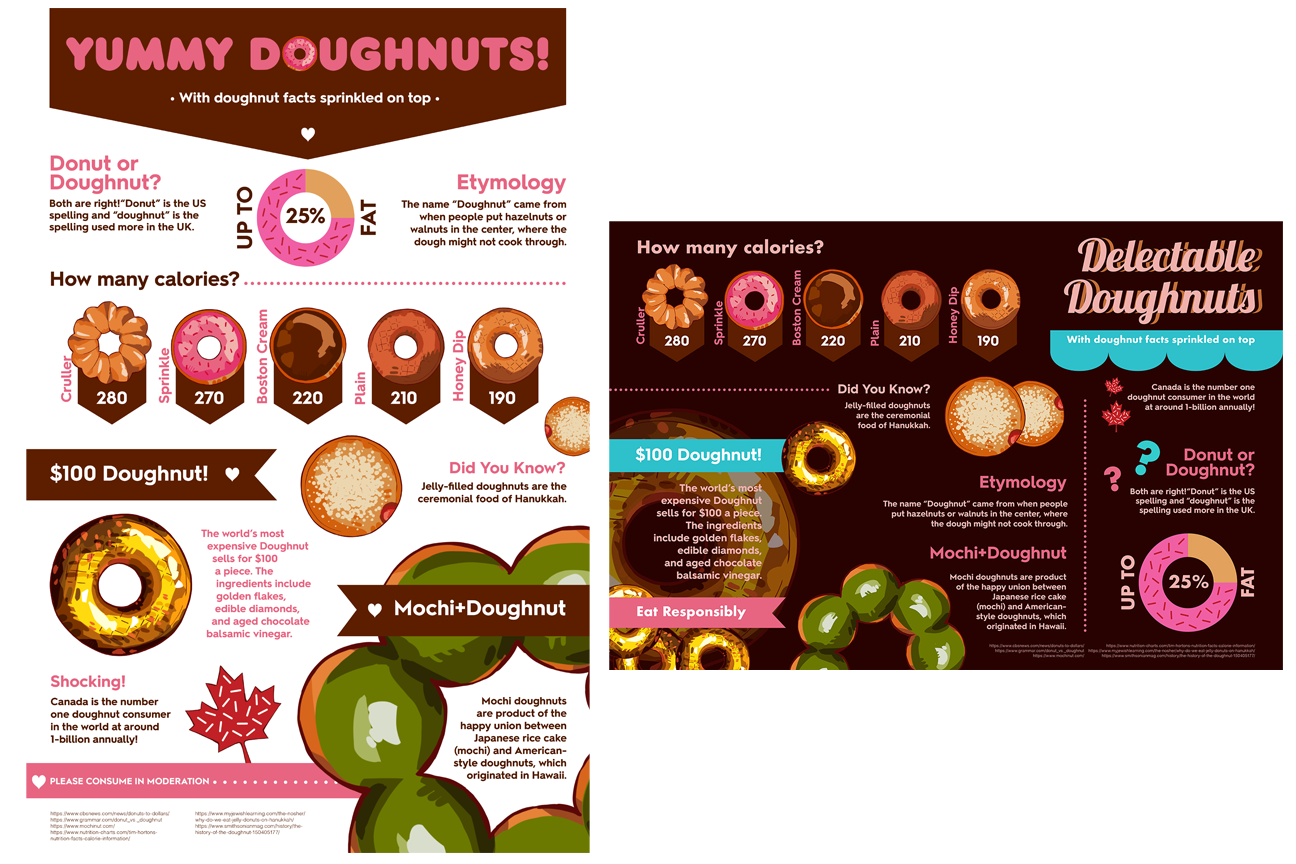 YUMMY DOUGHNUTS!
• With doughnut facts sprinkled on top •
Donut or
Doughnut?
Both are right!"Donut" is the US
spelling and "doughnut" is the
spelling used more in the UK.
UP TO
25%
FAT
Etymology
The name "Doughnut" came from
when people put hazelnuts or
walnuts in the center, where the
dough might not cook through.
How many calories?
Cruller
280
Sprinkle
270
Boston Cream
220
Plain
210
Honey Dip
190
$100 Doughnut!
Did You Know?
Jelly-filled doughnuts are the
ceremonial food of Hanukkah.
The world's most
expensive Doughnut
sells for $100
a piece. The
ingredients include
golden flakes,
edible diamonds,
and aged chocolate
balsamic vinegar.
Mochi+Doughnut
Shocking!
Canada is the number
one doughnut consumer
in the world at around
1-billion annually!
Mochi doughnuts
are product of the
happy union between
Japanese rice cake
(mochi) and American-
style doughnuts, which
originated in Hawaii.
PLEASE CONSUME IN MODERATION
https://www.cbsnews.com/news/donuts-to-dollars/
https://www.grammar.com/donut_vs._doughnut
https://www.mochinut.com/
https://www.nutrition-charts.com/tim-hortons-
nutrition-facts-calorie-information/
https://www.myjewishlearning.com/the-nosher/
why-do-we-eat-jelly-donuts-on-hanukkah/
https://www.smithsonianmag.com/history/the-
history-of-the-doughnut-150405177/
How many calories?
Cruller
280
Sprinkle
270
Boston Cream
220
Plain
210
Honey Dip
190
Delectable
Doughnuts
With doughnut facts sprinkled on top
Did You Know?
Jelly-filled doughnuts
are the ceremonial
food of Hanukkah.
Canada is the number one
doughnut consumer in the world
at around 1-billion annually!
$100 Doughnut!
The world's most
expensive Doughnut
sells for $100 a piece.
The ingredients
include golden flakes,
edible diamonds,
and aged chocolate
balsamic vinegar.
Eat Responsibly
Etymology
The name "Doughnut" came from when people
put hazelnuts or walnuts in the center, where
the dough might not cook through.
Mochi+Doughnut
Mochi doughnuts are product
of the happy union between
Japanese rice cake
(mochi) and American-
style doughnuts, which
originated in Hawaii.
? ?
Donut or
Doughnut?
Both are right!"Donut" is the US
spelling and "doughnut" is the
spelling used more in the UK.
UP TO
25%
FAT
https://www.cbsnews.com/news/donuts-to-dollars/
https://www.grammar.com/donut_vs._doughnut
https://www.mochinut.com/
https://www.nutrition-charts.com/tim-hortons-nutrition-facts-calorie-information/
https://www.myjewishlearning.com/the-nosher/why-do-we-eat-jelly-donuts-on-hanukkah/
https://www.smithsonianmag.com/history/the-history-of-the-doughnut-150405177/